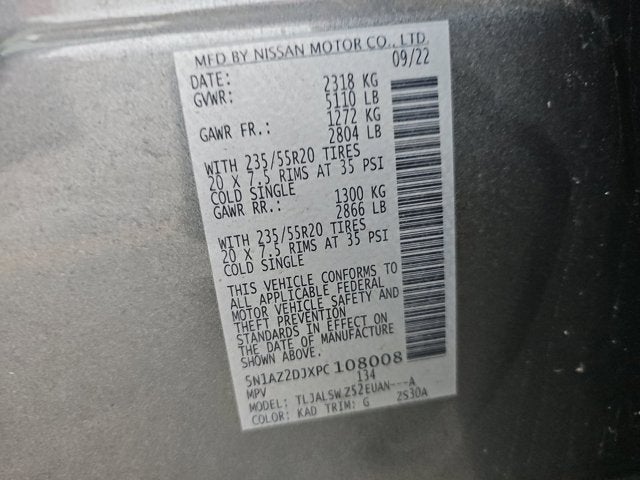 MFD BY NISSAN MOTOR CO., LTD.
DATE: 09/22
GVWR: 2318 KG
5110 LB
GAWR FR.: 1272 KG
2804 LB
WITH 235/55R20 TIRES
20 X 7.5 RIMS AT 35 PSI
COLD SINGLE
GAWR RR.: 1300 KG
2866 LB
WITH 235/55R20 TIRES
20 X 7.5 RIMS AT 35 PSI
COLD SINGLE
THIS VEHICLE CONFORMS TO
ALL APPLICABLE FEDERAL
MOTOR VEHICLE SAFETY AND
THEFT PREVENTION
STANDARDS IN EFFECT ON
THE DATE OF MANUFACTURE
SHOWN ABOVE.
5N1AZ2DJXPC108008
MPV 134
MODEL: TLJALSWZ52EUAN---A
COLOR: KAD TRIM: G 2S30A